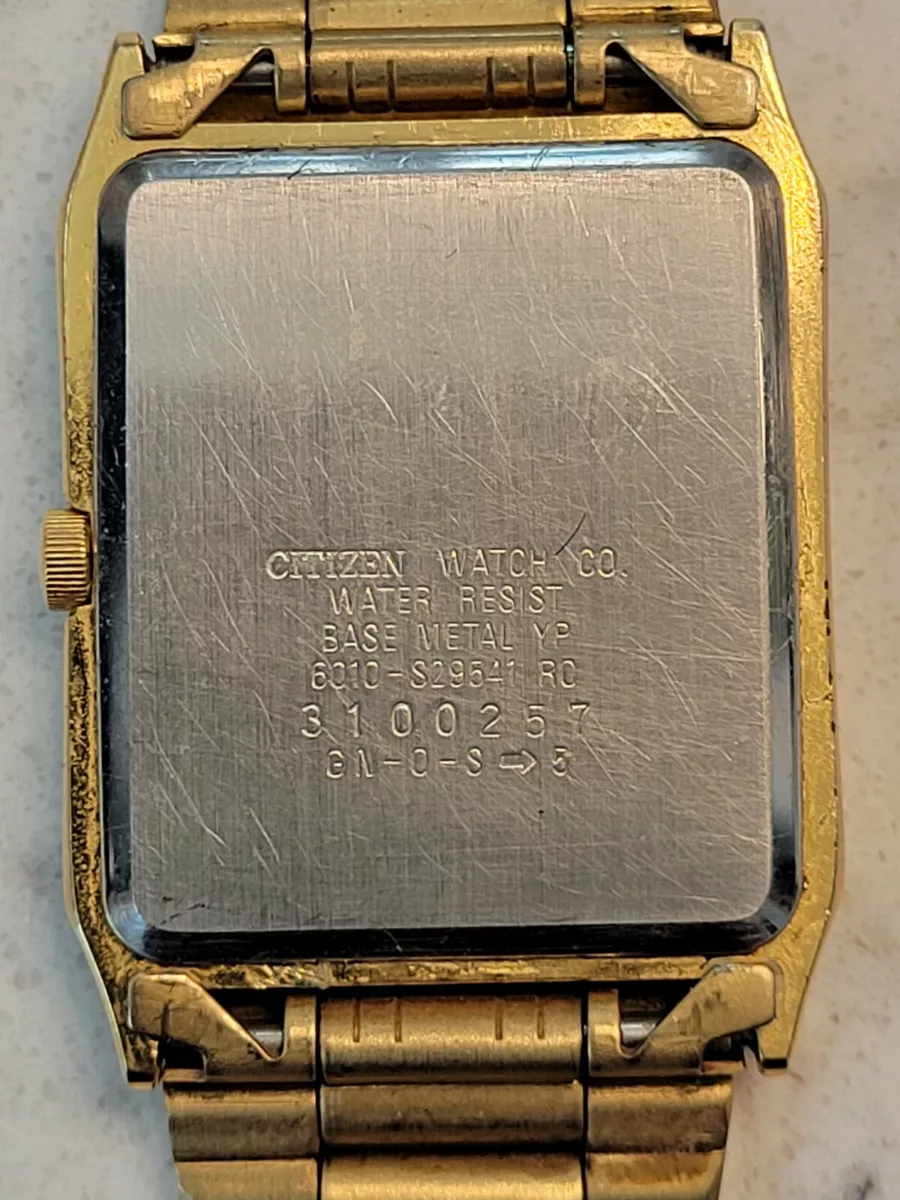 CITIZEN WATCH CO.
WATER RESIST
BASE METAL YP
6010-S29541 RC
3100257
GN-0-S ⇨ 5